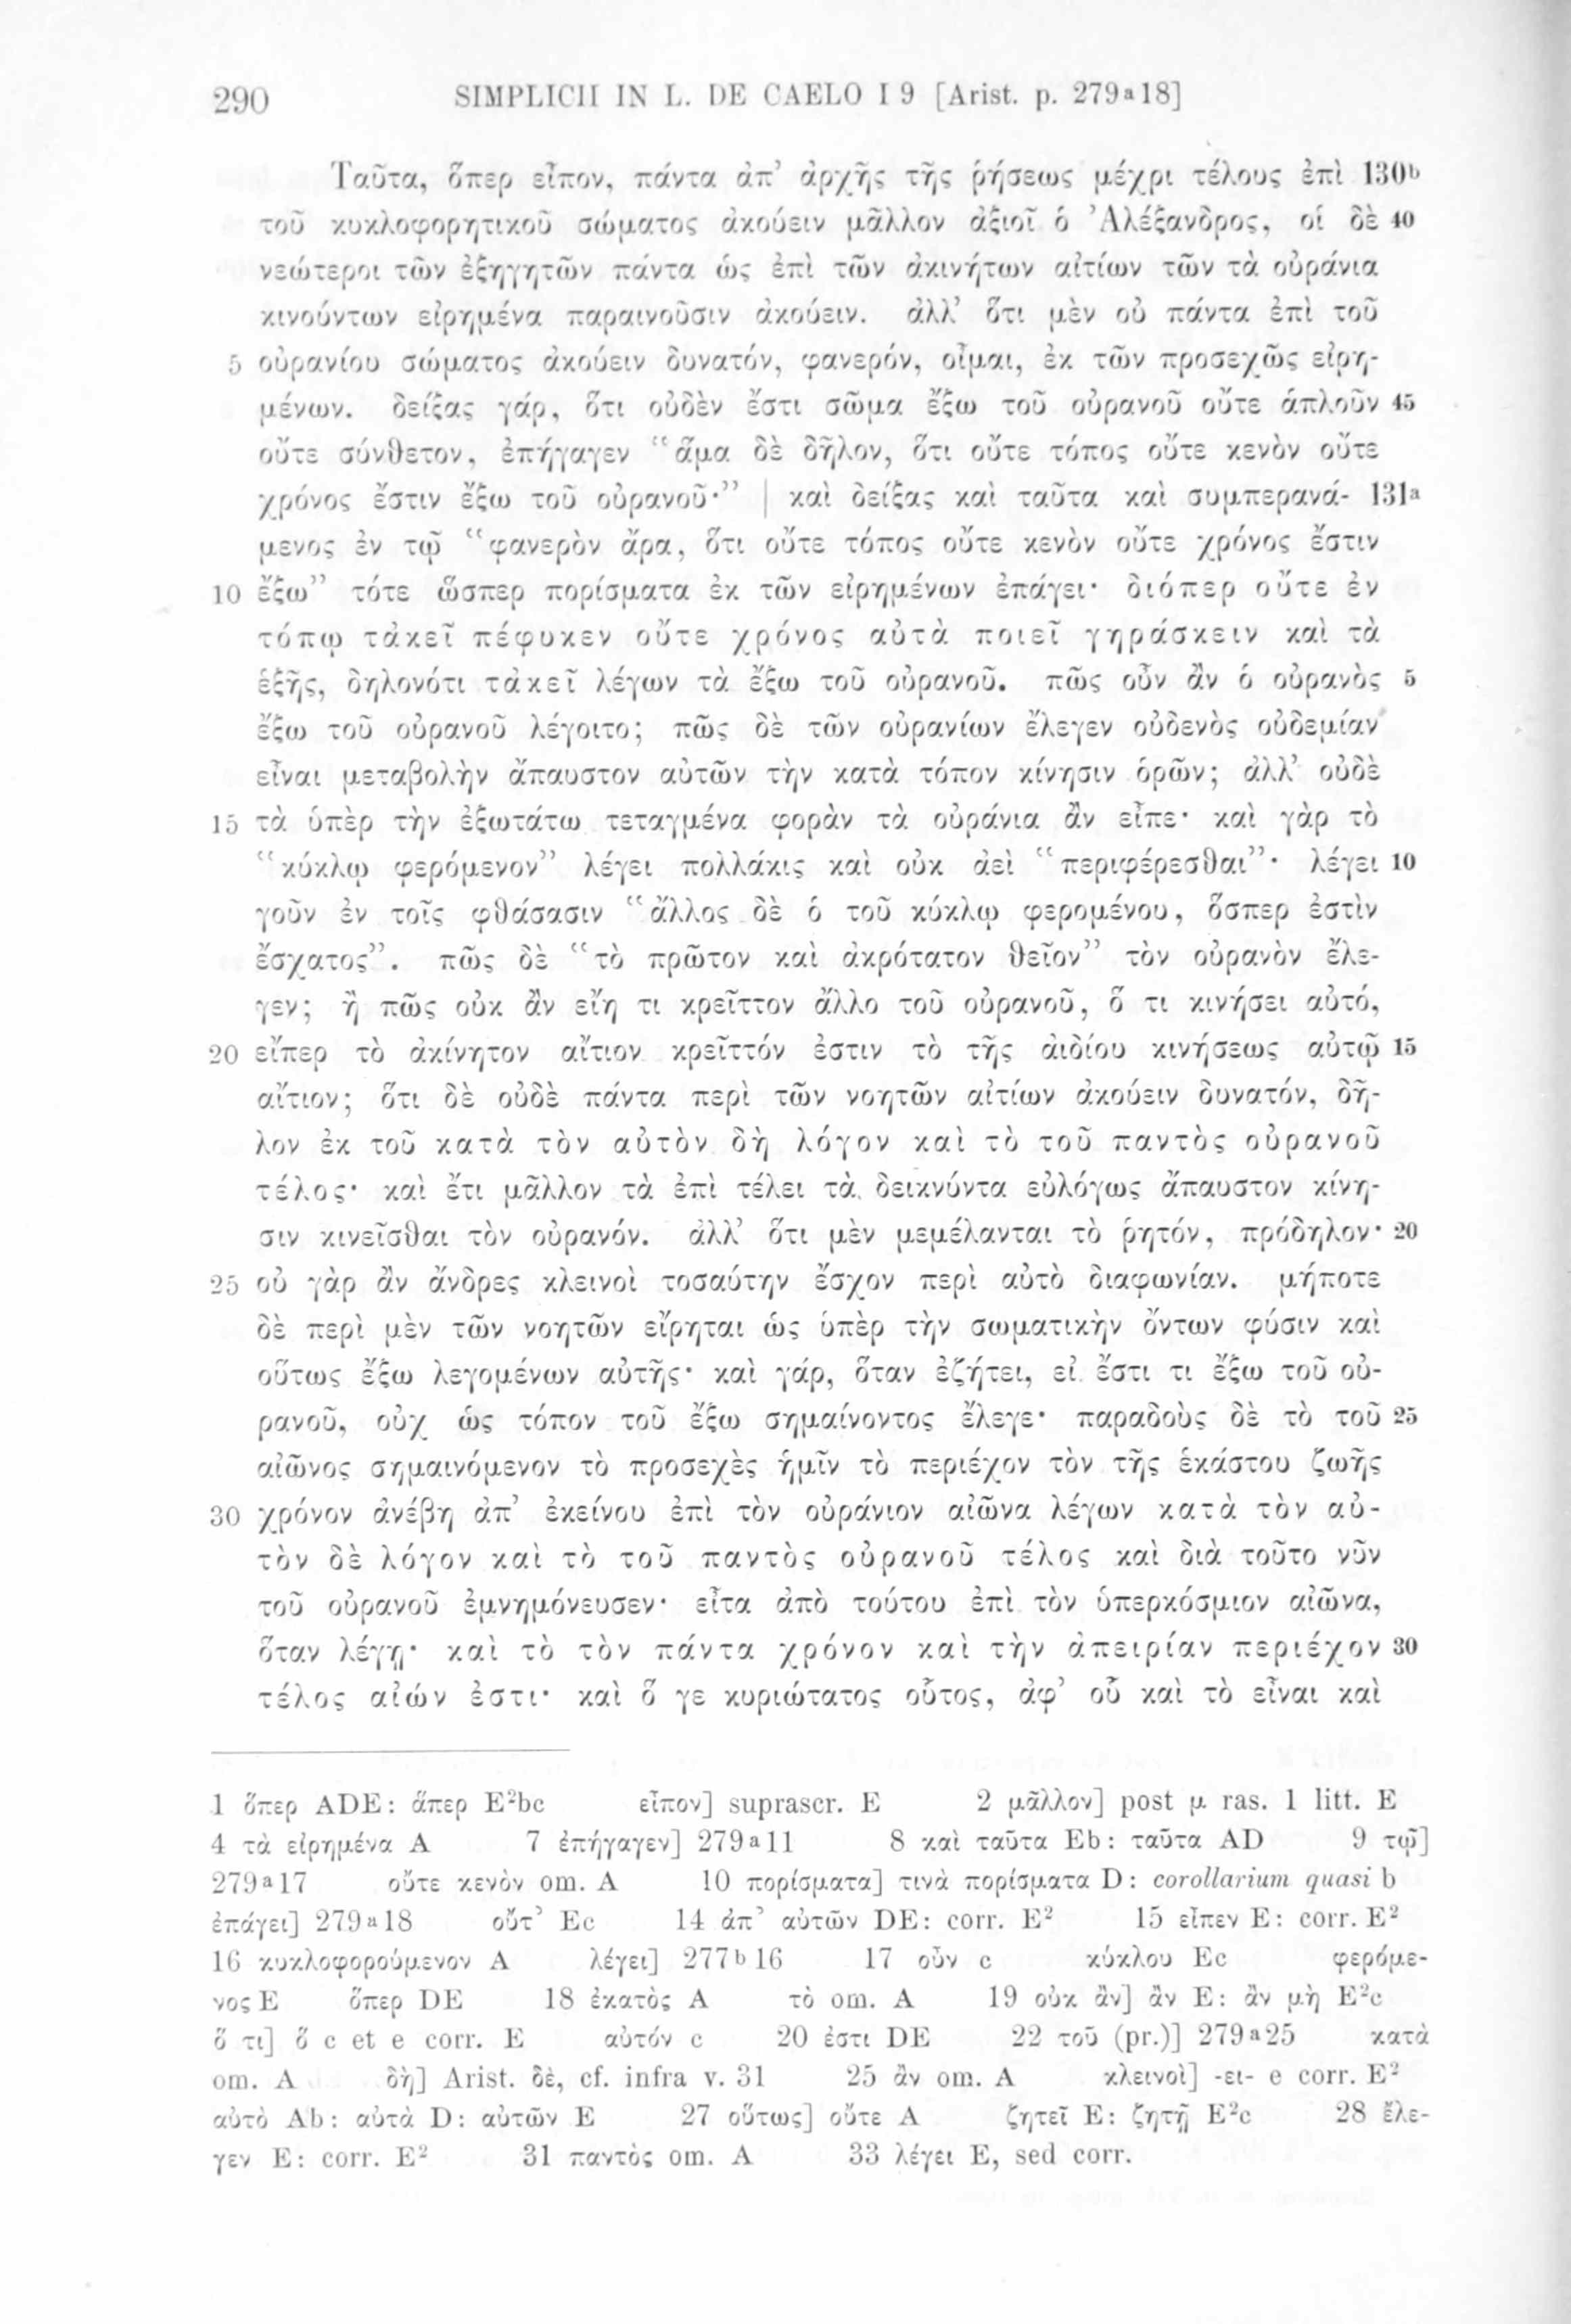 290 SIMPLICII IN L. DE CAELO I 9 [Arist. p. 279a18]
Ταῦτα, ὅπερ εἶπον, πάντα ἀπ’ ἀρχῆς τῆς ῥήσεως μέχρι τέλους ἐπὶ 130b
τοῦ κυκλοφορητικοῦ σώματος ἀκούειν μᾶλλον ἀξιοῖ ὁ Ἀλέξανδρος, οἱ δὲ 40
νεώτεροι τῶν ἐξηγητῶν πάντα ὡς ἐπὶ τῶν ἀκινήτων αἰτίων τῶν τὰ οὐράνια
κινούντων εἰρημένα παραινοῦσιν ἀκούειν. ἀλλ’ ὅτι μὲν οὐ πάντα ἐπὶ τοῦ
5 οὐρανίου σώματος ἀκούειν δυνατόν, φανερόν, οἶμαι, ἐκ τῶν προσεχῶς εἰρη-
μένων. δείξας γάρ, ὅτι οὐδὲν ἔστι σῶμα ἔξω τοῦ οὐρανοῦ οὔτε ἁπλοῦν 45
οὔτε σύνθετον, ἐπήγαγεν “ἅμα δὲ δῆλον, ὅτι οὔτε τόπος οὔτε κενὸν οὔτε
χρόνος ἔστιν ἔξω τοῦ οὐρανοῦ·” | καὶ δείξας καὶ ταῦτα καὶ συμπερανά- 131a
μενος ἐν τῷ “φανερὸν ἄρα, ὅτι οὔτε τόπος οὔτε κενὸν οὔτε χρόνος ἔστιν
10 ἔξω” τότε ὥσπερ πορίσματα ἐκ τῶν εἰρημένων ἐπάγει· διόπερ οὔτε ἐν
τόπῳ τἀκεῖ πέφυκεν οὔτε χρόνος αὐτὰ ποιεῖ γηράσκειν καὶ τὰ
ἑξῆς, δηλονότι τἀκεῖ λέγων τὰ ἔξω τοῦ οὐρανοῦ. πῶς οὖν ἂν ὁ οὐρανὸς 5
ἔξω τοῦ οὐρανοῦ λέγοιτο; πῶς δὲ τῶν οὐρανίων ἔλεγεν οὐδενὸς οὐδεμίαν
εἶναι μεταβολὴν ἄπαυστον αὐτῶν τὴν κατὰ τόπον κίνησιν ὁρῶν; ἀλλ’ οὐδὲ
15 τὰ ὑπὲρ τὴν ἐξωτάτω τεταγμένα φορὰν τὰ οὐράνια ἂν εἶπε· καὶ γὰρ τὸ
“κύκλῳ φερόμενον” λέγει πολλάκις καὶ οὐκ ἀεὶ “περιφέρεσθαι”· λέγει 10
γοῦν ἐν τοῖς φθάσασιν “ἄλλος δὲ ὁ τοῦ κύκλῳ φερομένου, ὅσπερ ἐστὶν
ἔσχατος”. πῶς δὲ “τὸ πρῶτον καὶ ἀκρότατον θεῖον” τὸν οὐρανὸν ἔλε-
γεν; ἢ πῶς οὐκ ἂν εἴη τι κρεῖττον ἄλλο τοῦ οὐρανοῦ, ὅ τι κινήσει αὐτό,
20 εἴπερ τὸ ἀκίνητον αἴτιον κρεῖττόν ἐστιν τὸ τῆς ἀιδίου κινήσεως αὐτῷ 15
αἴτιον; ὅτι δὲ οὐδὲ πάντα περὶ τῶν νοητῶν αἰτίων ἀκούειν δυνατόν, δῆ-
λον ἐκ τοῦ κατὰ τὸν αὐτὸν δὴ λόγον καὶ τὸ τοῦ παντὸς οὐρανοῦ
τέλος· καὶ ἔτι μᾶλλον τὰ ἐπὶ τέλει τὰ δεικνύντα εὐλόγως ἄπαυστον κίνη-
σιν κινεῖσθαι τὸν οὐρανόν. ἀλλ’ ὅτι μὲν μεμέλανται τὸ ῥητόν, πρόδηλον· 20
25 οὐ γὰρ ἂν ἄνδρες κλεινοὶ τοσαύτην ἔσχον περὶ αὐτὸ διαφωνίαν. μήποτε
δὲ περὶ μὲν τῶν νοητῶν εἴρηται ὡς ὑπὲρ τὴν σωματικὴν ὄντων φύσιν καὶ
οὕτως ἔξω λεγομένων αὐτῆς· καὶ γάρ, ὅταν ἐζήτει, εἰ ἔστι τι ἔξω τοῦ οὐ-
ρανοῦ, οὐχ ὡς τόπον τοῦ ἔξω σημαίνοντος ἔλεγε· παραδοὺς δὲ τὸ τοῦ 25
αἰῶνος σημαινόμενον τὸ προσεχὲς ἡμῖν τὸ περιέχον τὸν τῆς ἑκάστου ζωῆς
30 χρόνον ἀνέβη ἀπ’ ἐκείνου ἐπὶ τὸν οὐράνιον αἰῶνα λέγων κατὰ τὸν αὐ-
τὸν δὲ λόγον καὶ τὸ τοῦ παντὸς οὐρανοῦ τέλος καὶ διὰ τοῦτο νῦν
τοῦ οὐρανοῦ ἐμνημόνευσεν· εἶτα ἀπὸ τούτου ἐπὶ τὸν ὑπερκόσμιον αἰῶνα,
ὅταν λέγῃ· καὶ τὸ τὸν πάντα χρόνον καὶ τὴν ἀπειρίαν περιέχον 30
τέλος αἰών ἐστι· καὶ ὅ γε κυριώτατος οὗτος, ἀφ’ οὗ καὶ τὸ εἶναι καὶ
1 ὅπερ ADE: ἅπερ E²bc εἶπον] suprascr. E 2 μᾶλλον] post μ ras. 1 litt. E
4 τὰ εἰρημένα A 7 ἐπήγαγεν] 279a11 8 καὶ ταῦτα Eb: ταῦτα AD 9 τῷ]
279a17 οὔτε κενὸν om. A 10 πορίσματα] τινὰ πορίσματα D: corollarium quasi b
ἐπάγει] 279a18 οὔτ’ Ec 14 ἀπ’ αὐτῶν DE: corr. E² 15 εἶπεν E: corr. E²
16 κυκλοφορούμενον A λέγει] 277b16 17 οὖν c κύκλου Ec φερόμε-
νος E ὅπερ DE 18 ἑκατὸς A τὸ om. A 19 οὐκ ἂν] ἂν E: ἂν μὴ E²c
ὅ τι] ὅ c et e corr. E αὐτόν c 20 ἐστι DE 22 τοῦ (pr.)] 279a25 κατὰ
om. A δὴ] Arist. δὲ, cf. infra v. 31 25 ἂν om. A κλεινοὶ] -ει- e corr. E²
αὐτὸ Ab: αὐτὰ D: αὐτῶν E 27 οὕτως] οὔτε A ζητεῖ E: ζητῇ E²c 28 ἔλε-
γεν E: corr. E² 31 παντὸς om. A 33 λέγει E, sed corr.